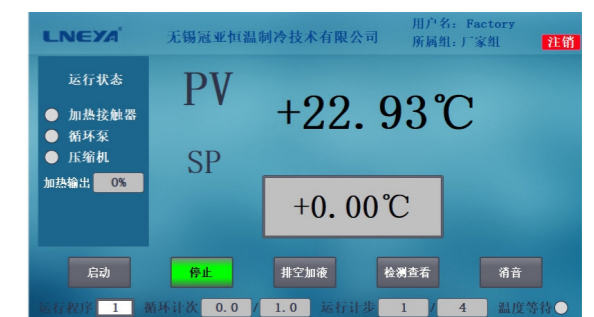 LNEYA 无锡冠亚恒温制冷技术有限公司 用户名: Factory
所属组: 厂家组 注销
运行状态
加热接触器
循环泵
压缩机
加热输出 0%
PV +22.93℃
SP +0.00℃
启动 停止 排空加液 检测查看 消音
运行程序 1 循环计次 0.0 / 1.0 运行计步 1 / 4 温度等待